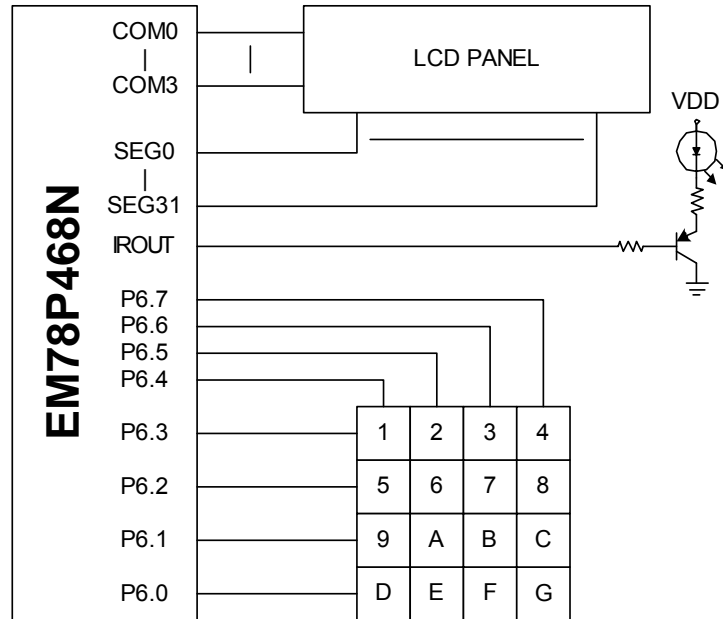 COM0
|
COM3
SEG0
|
SEG31
IROUT
P6.7
P6.6
P6.5
P6.4
P6.3
P6.2
P6.1
P6.0
EM78P468N
LCD PANEL
VDD
1 2 3 4
5 6 7 8
9 A B C
D E F G